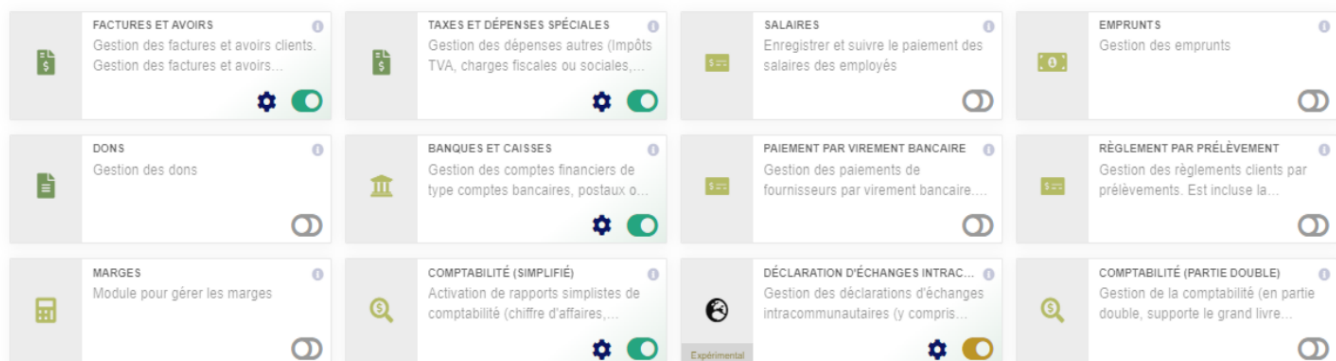 FACTURES ET AVOIRS
Gestion des factures et avoirs clients.
Gestion des factures et avoirs...
TAXES ET DÉPENSES SPÉCIALES
Gestion des dépenses autres (Impôts
TVA, charges fiscales ou sociales,...
SALAIRES
Enregistrer et suivre le paiement des
salaires des employés
EMPRUNTS
Gestion des emprunts
DONS
Gestion des dons
BANQUES ET CAISSES
Gestion des comptes financiers de
type comptes bancaires, postaux o...
PAIEMENT PAR VIREMENT BANCAIRE
Gestion des paiements de
fournisseurs par virement bancaire....
RÈGLEMENT PAR PRÉLÈVEMENT
Gestion des règlements clients par
prélèvements. Est incluse la...
MARGES
Module pour gérer les marges
COMPTABILITÉ (SIMPLIFIÉ)
Activation de rapports simplistes de
comptabilité (chiffre d'affaires,...
DÉCLARATION D'ÉCHANGES INTRAC...
Gestion des déclarations d'échanges
intracommunautaires (y compris...
Expérimental
COMPTABILITÉ (PARTIE DOUBLE)
Gestion de la comptabilité (en partie
double, supporte le grand livre...